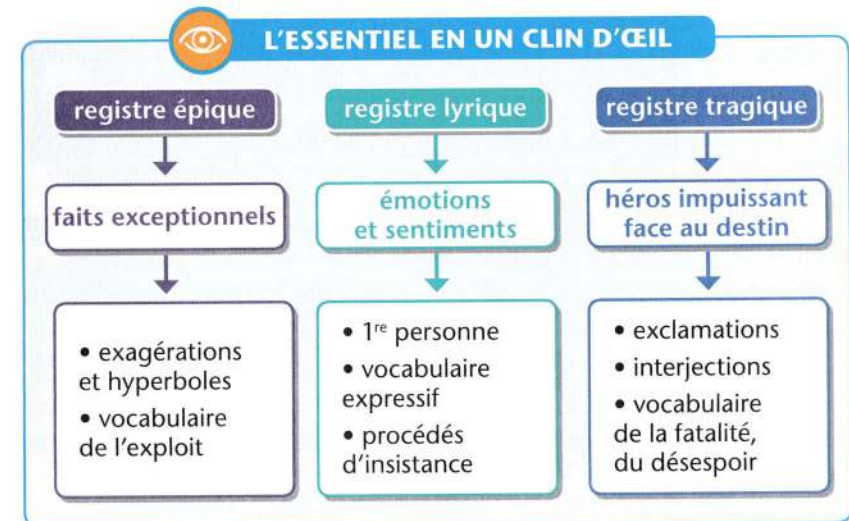 L'ESSENTIEL EN UN CLIN D'ŒIL
registre épique
faits exceptionnels
• exagérations
et hyperboles
• vocabulaire
de l'exploit
registre lyrique
émotions
et sentiments
• 1re personne
• vocabulaire
expressif
• procédés
d'insistance
registre tragique
héros impuissant
face au destin
• exclamations
• interjections
• vocabulaire
de la fatalité,
du désespoir